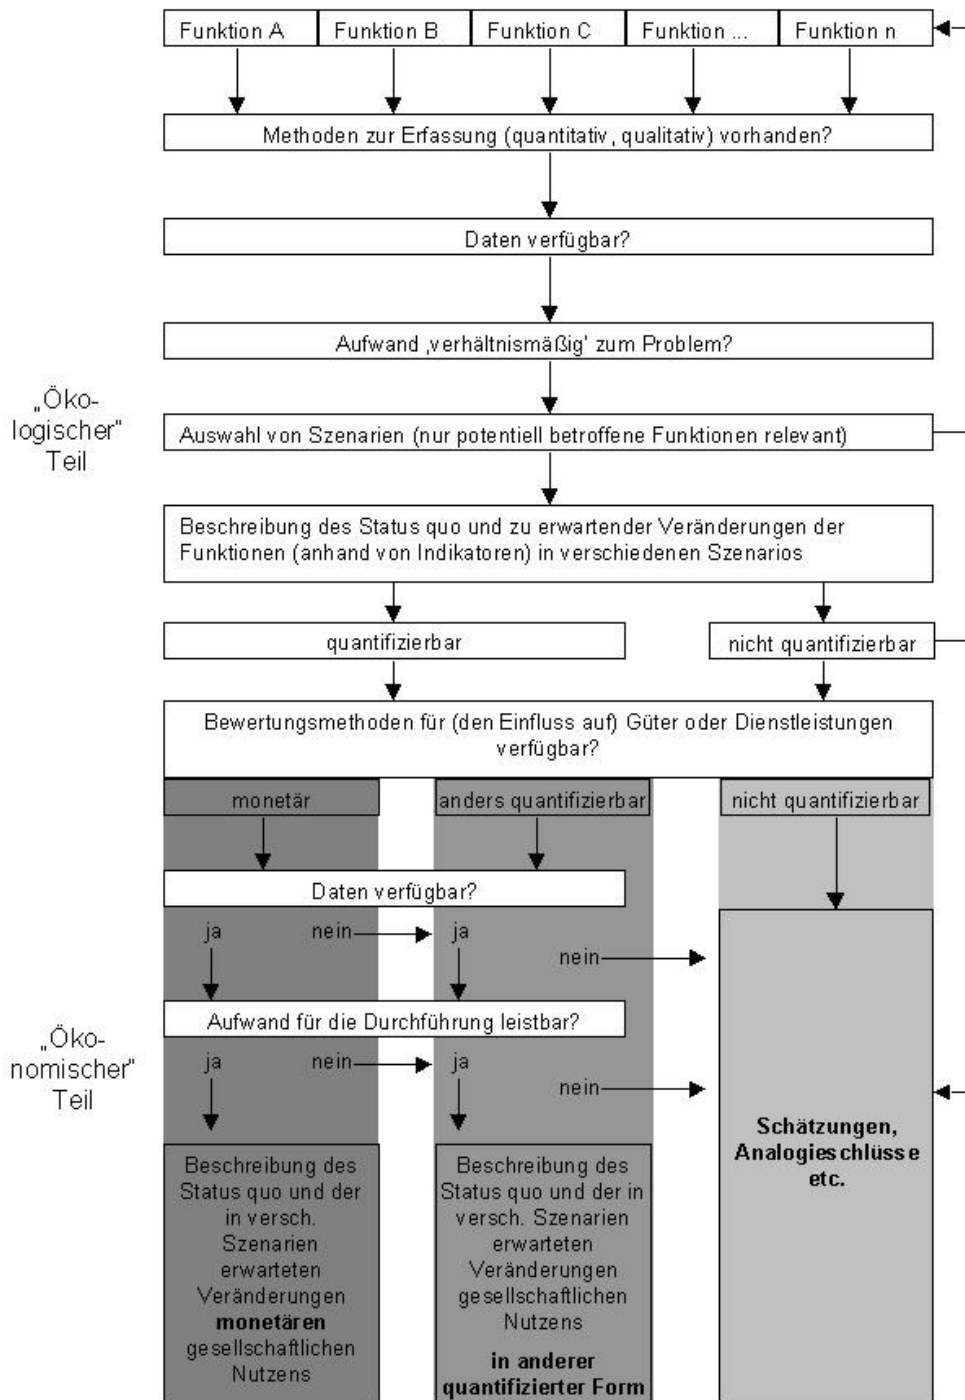 Funktion A Funktion B Funktion C Funktion ... Funktion n
Methoden zur Erfassung (quantitativ, qualitativ) vorhanden?
Daten verfügbar?
Aufwand ‚verhältnismäßig' zum Problem?
„Öko-
logischer"
Teil
Auswahl von Szenarien (nur potentiell betroffene Funktionen relevant)
Beschreibung des Status quo und zu erwartender Veränderungen der
Funktionen (anhand von Indikatoren) in verschiedenen Szenarios
quantifizierbar nicht quantifizierbar
Bewertungsmethoden für (den Einfluss auf) Güter oder Dienstleistungen
verfügbar?
monetär anders quantifizierbar nicht quantifizierbar
Daten verfügbar?
ja nein ja
nein
Aufwand für die Durchführung leistbar?
„Öko-
nomischer"
Teil
ja nein ja
nein
Beschreibung des
Status quo und der
in versch.
Szenarien
erwarteten
Veränderungen
monetären
gesellschaftlichen
Nutzens
Beschreibung des
Status quo und der in
versch. Szenarien
erwarteten
Veränderungen
gesellschaftlichen
Nutzens
in anderer
quantifizierter Form
Schätzungen,
Analogieschlüsse
etc.